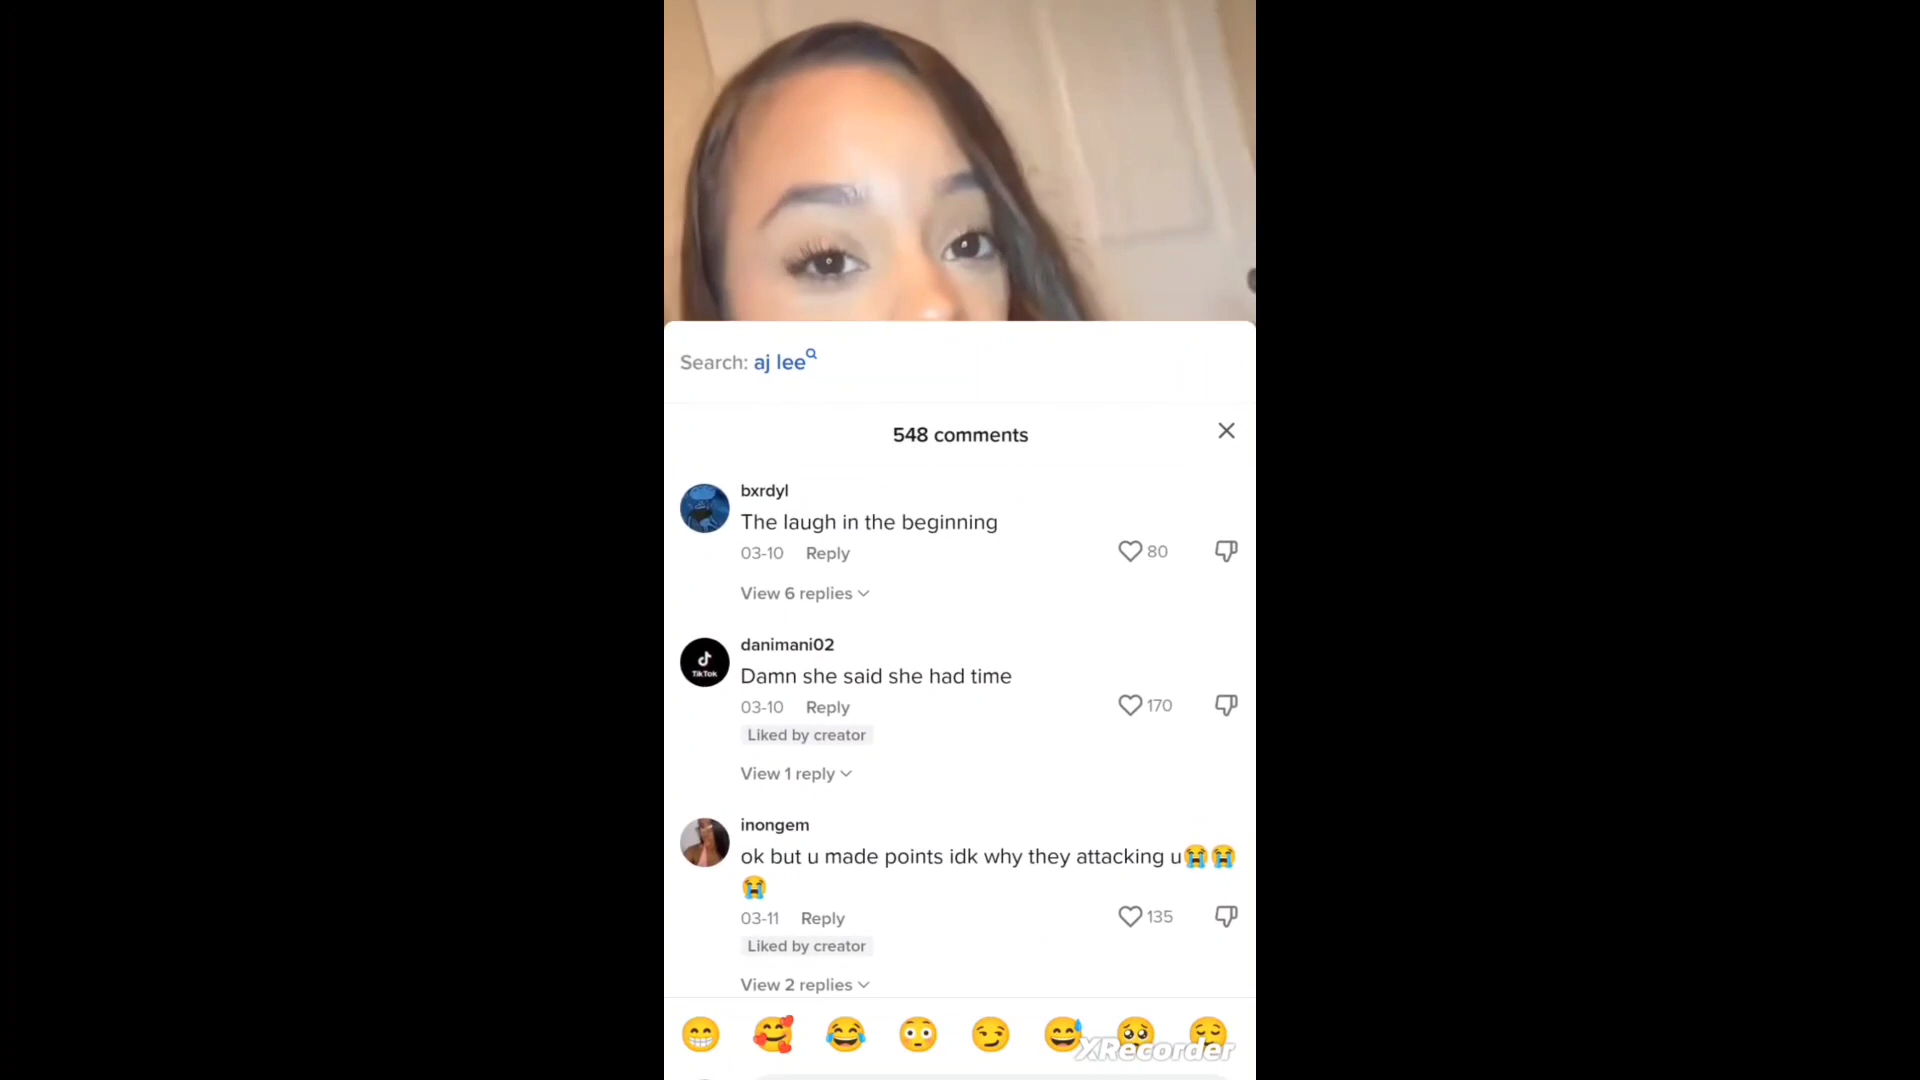 Search: aj lee
548 comments
bxrdyl
The laugh in the beginning
03-10 Reply
80
View 6 replies
TikTok
danimani02
Damn she said she had time
03-10 Reply
170
Liked by creator
View 1 reply
inongem
ok but u made points idk why they attacking u😭😭
😭
03-11 Reply
135
Liked by creator
View 2 replies
XRecorder